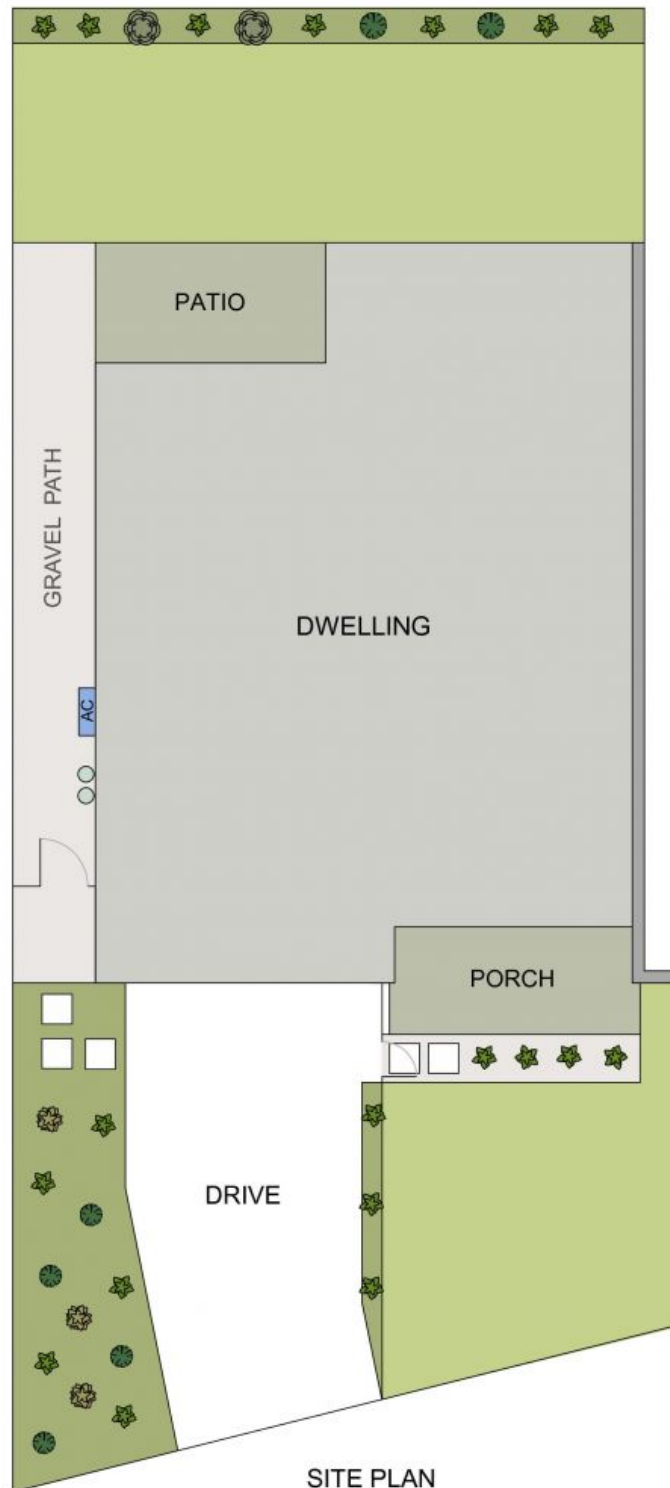 PATIO
GRAVEL PATH
DWELLING
AC
PORCH
DRIVE
SITE PLAN